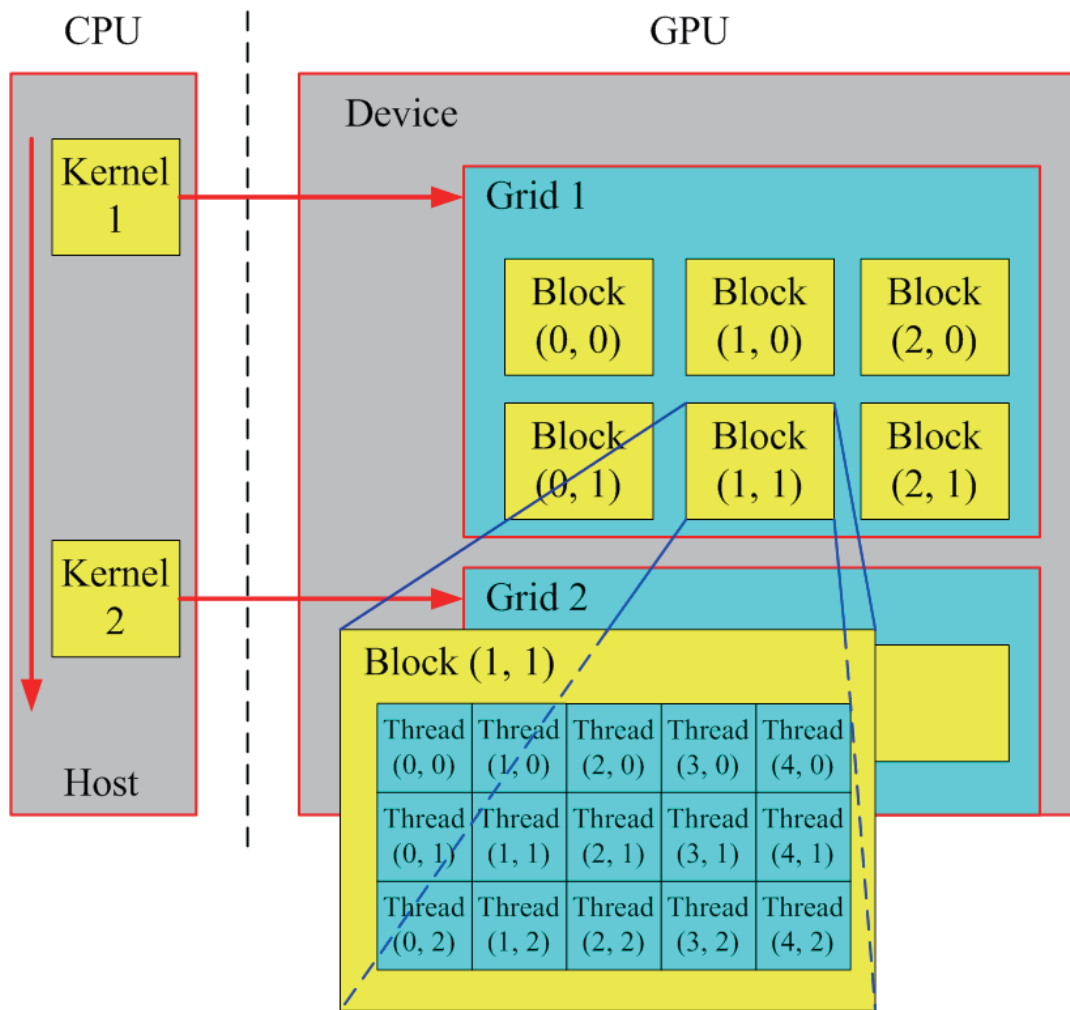 CPU
GPU
Device
Kernel
1
Grid 1
Block
(0, 0)
Block
(1, 0)
Block
(2, 0)
Block
(0, 1)
Block
(1, 1)
Block
(2, 1)
Kernel
2
Grid 2
Block (1, 1)
Thread
(0, 0)
Thread
(1, 0)
Thread
(2, 0)
Thread
(3, 0)
Thread
(4, 0)
Thread
(0, 1)
Thread
(1, 1)
Thread
(2, 1)
Thread
(3, 1)
Thread
(4, 1)
Thread
(0, 2)
Thread
(1, 2)
Thread
(2, 2)
Thread
(3, 2)
Thread
(4, 2)
Host